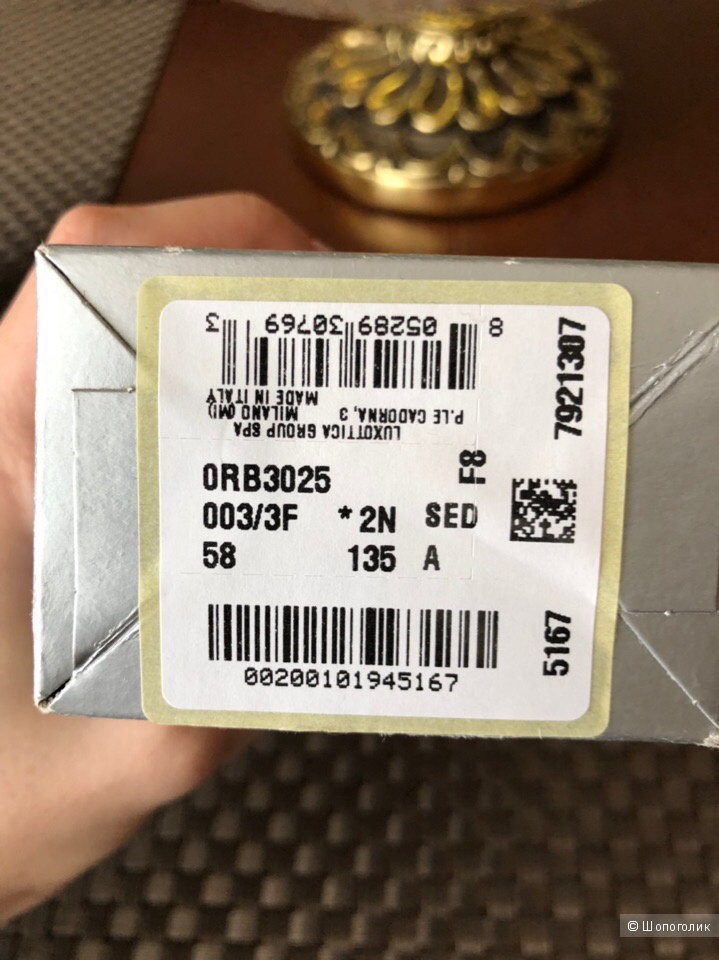 8 05289 30769 3
LUXOTTICA GROUP SPA
P.LE CADORNA, 3 MILANO (MI)
MADE IN ITALY
7921307
F8
0RB3025
003/3F *2N SED
58 135 A
5167
00200101945167
© Шопоголик